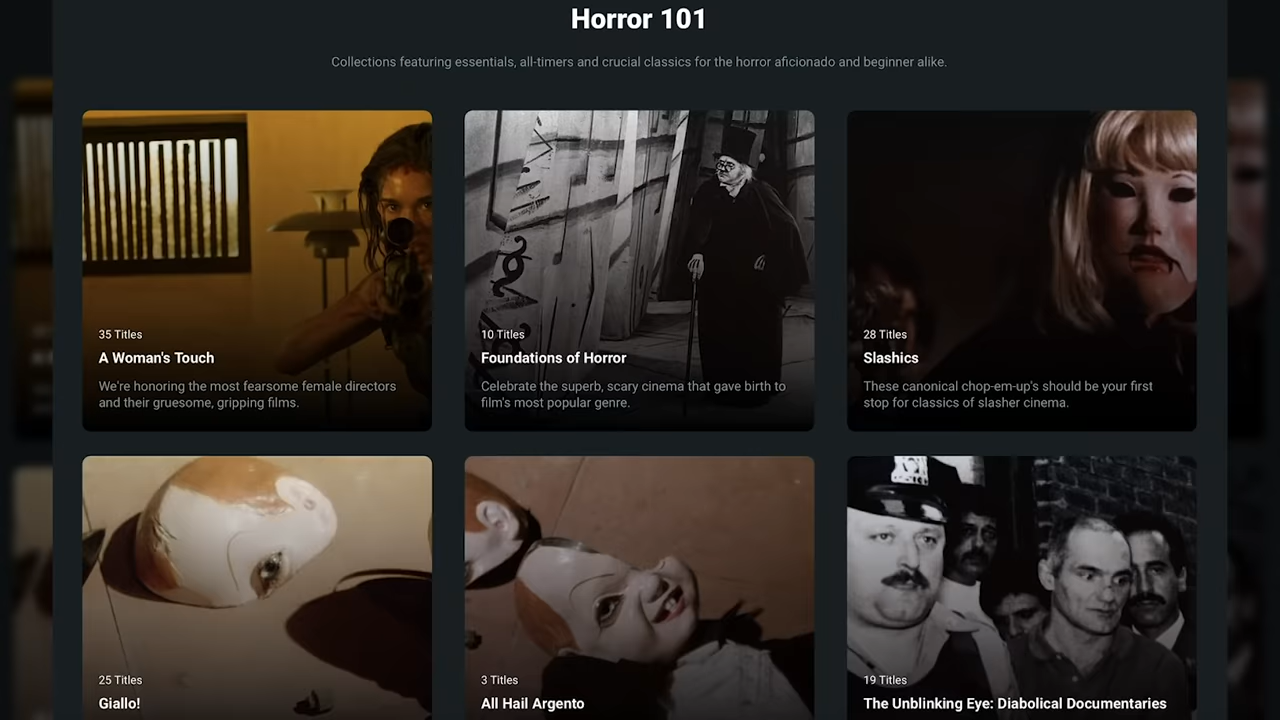 Horror 101
Collections featuring essentials, all-timers and crucial classics for the horror aficionado and beginner alike.
35 Titles
A Woman's Touch
We're honoring the most fearsome female directors
and their gruesome, gripping films.
10 Titles
Foundations of Horror
Celebrate the superb, scary cinema that gave birth to
film's most popular genre.
28 Titles
Slashics
These canonical chop-em-up's should be your first
stop for classics of slasher cinema.
25 Titles
Giallo!
3 Titles
All Hail Argento
19 Titles
The Unblinking Eye: Diabolical Documentaries